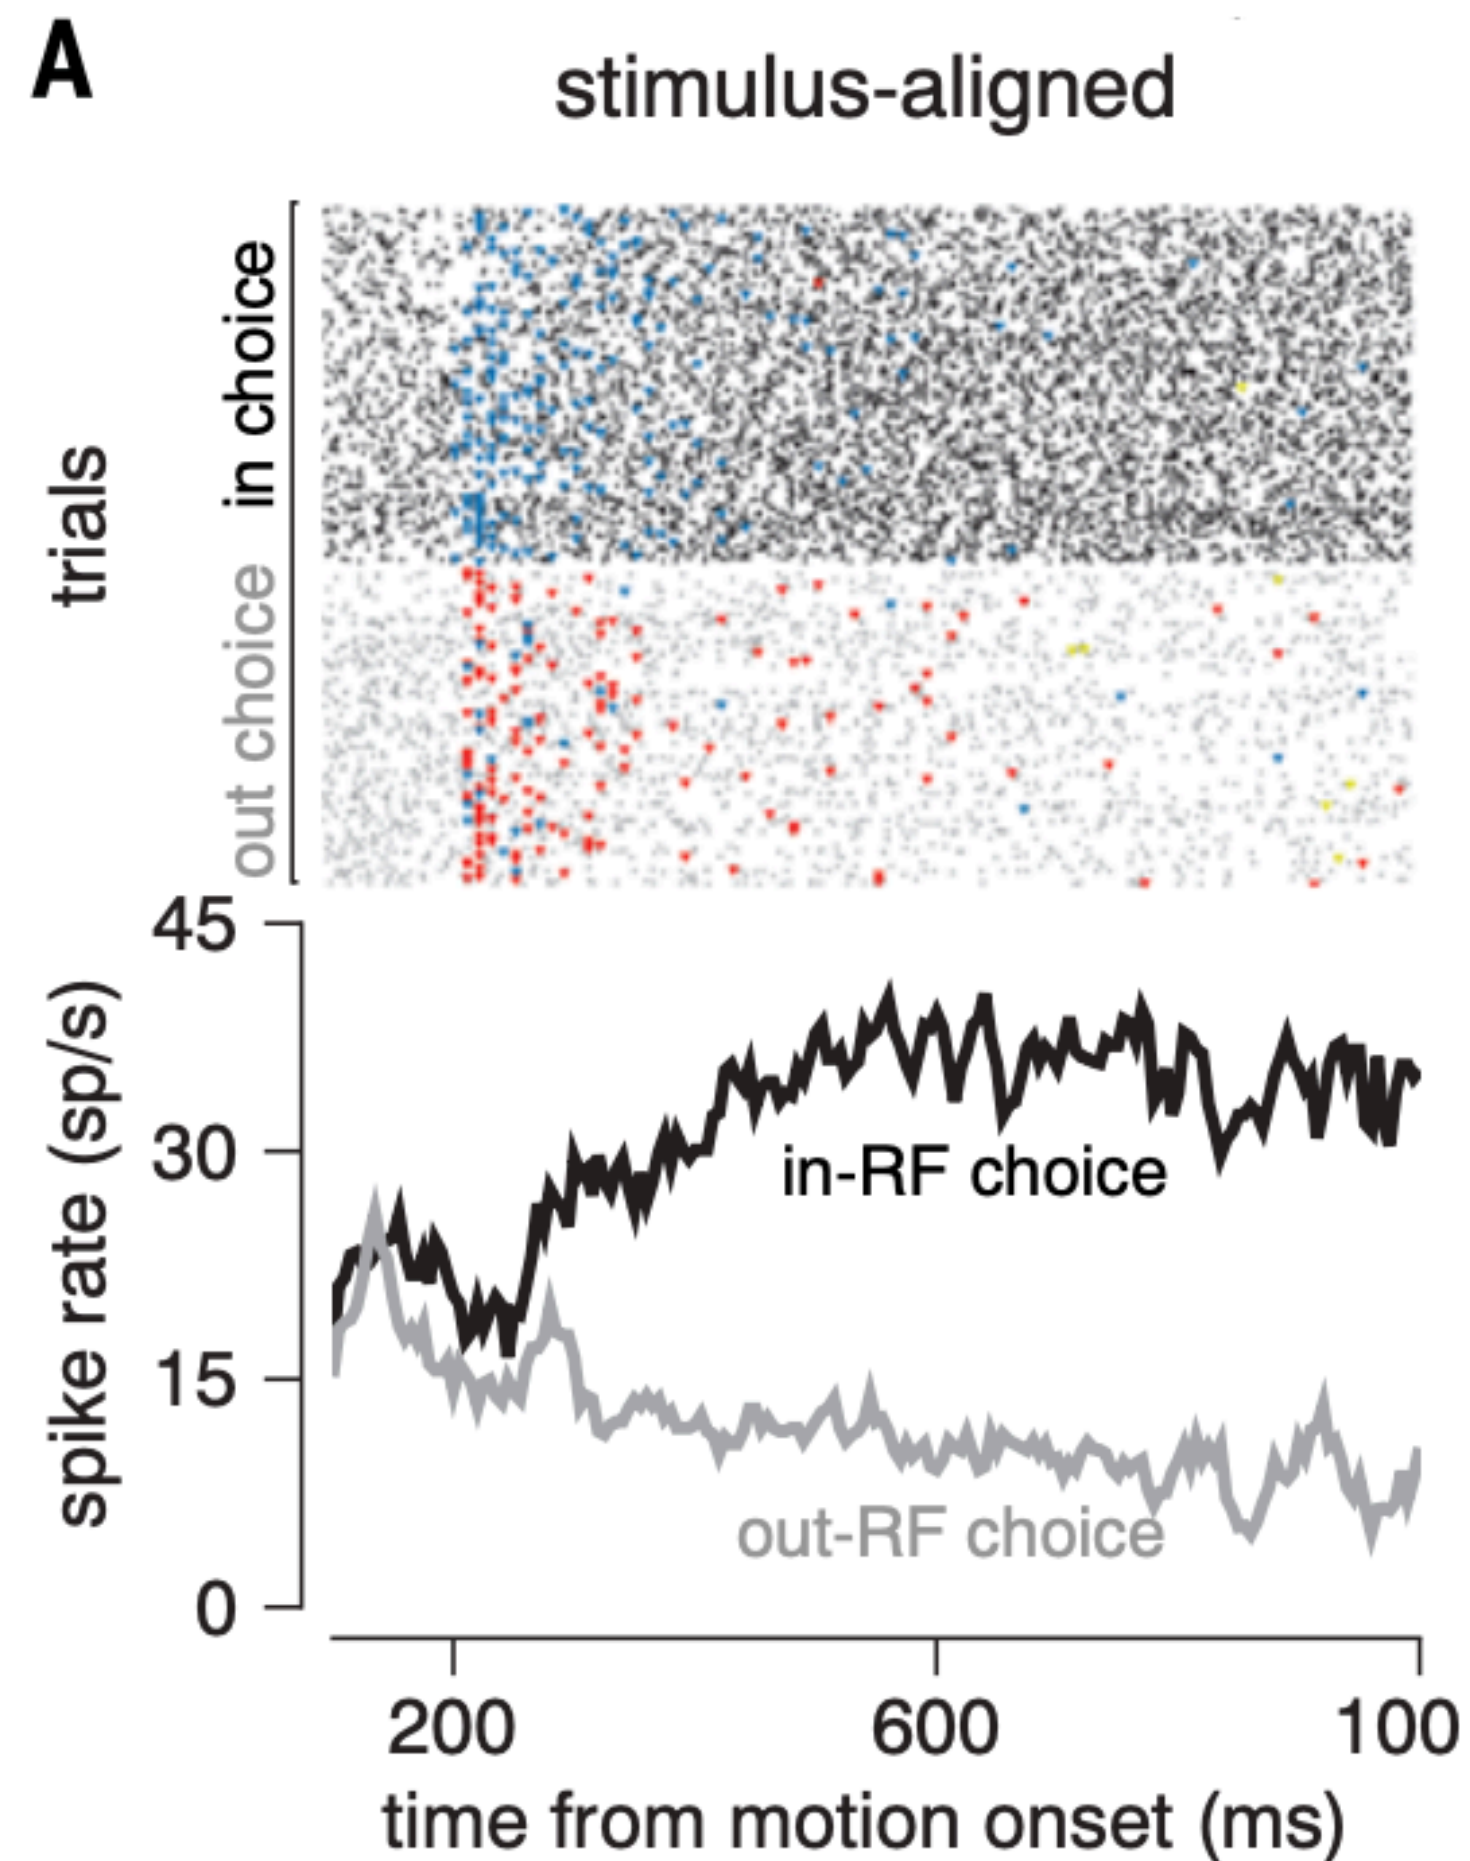 A
stimulus-aligned
trials
in choice
out choice
45
30
15
0
spike rate (sp/s)
in-RF choice
out-RF choice
200
600
100
time from motion onset (ms)